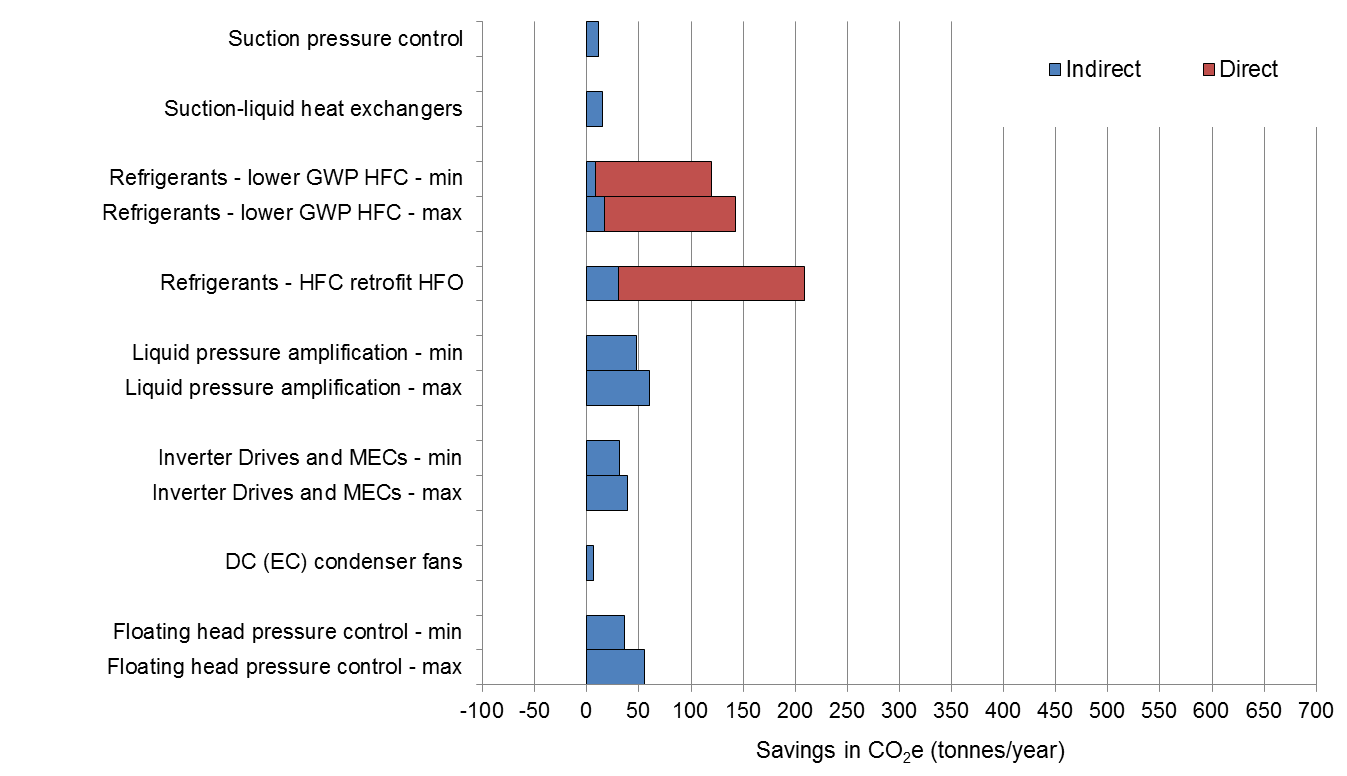 Suction pressure control
Indirect
Direct
Suction-liquid heat exchangers
Refrigerants - lower GWP HFC - min
Refrigerants - lower GWP HFC - max
Refrigerants - HFC retrofit HFO
Liquid pressure amplification - min
Liquid pressure amplification - max
Inverter Drives and MECs - min
Inverter Drives and MECs - max
DC (EC) condenser fans
Floating head pressure control - min
Floating head pressure control - max
-100 -50 0 50 100 150 200 250 300 350 400 450 500 550 600 650 700
Savings in CO₂e (tonnes/year)